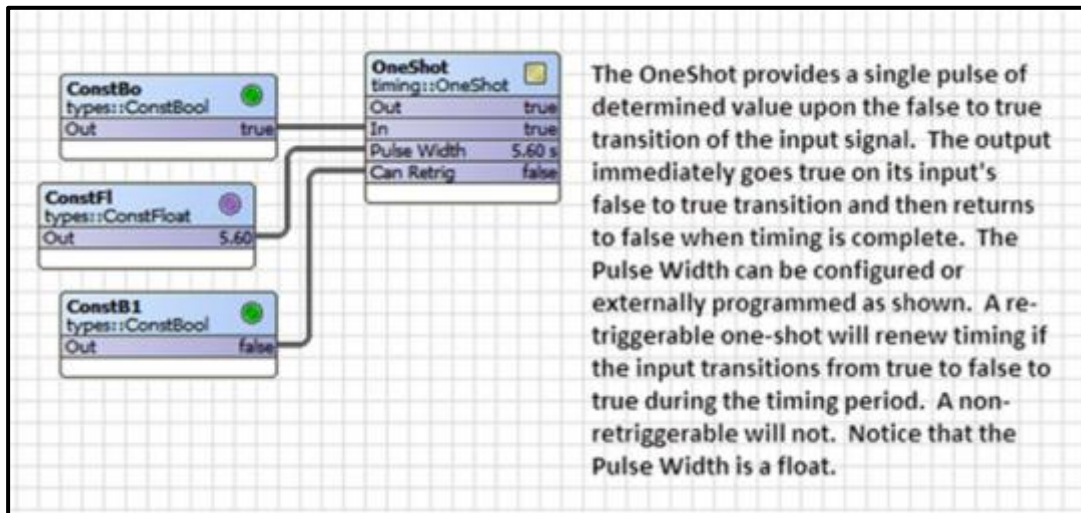 ConstBo
types::ConstBool
Out true
ConstFl
types::ConstFloat
Out 5.60
ConstB1
types::ConstBool
Out false
OneShot
timing::OneShot
Out true
In true
Pulse Width 5.60 s
Can Retrig false
The OneShot provides a single pulse of
determined value upon the false to true
transition of the input signal. The output
immediately goes true on its input's
false to true transition and then returns
to false when timing is complete. The
Pulse Width can be configured or
externally programmed as shown. A re-
triggerable one-shot will renew timing if
the input transitions from true to false to
true during the timing period. A non-
retriggerable will not. Notice that the
Pulse Width is a float.